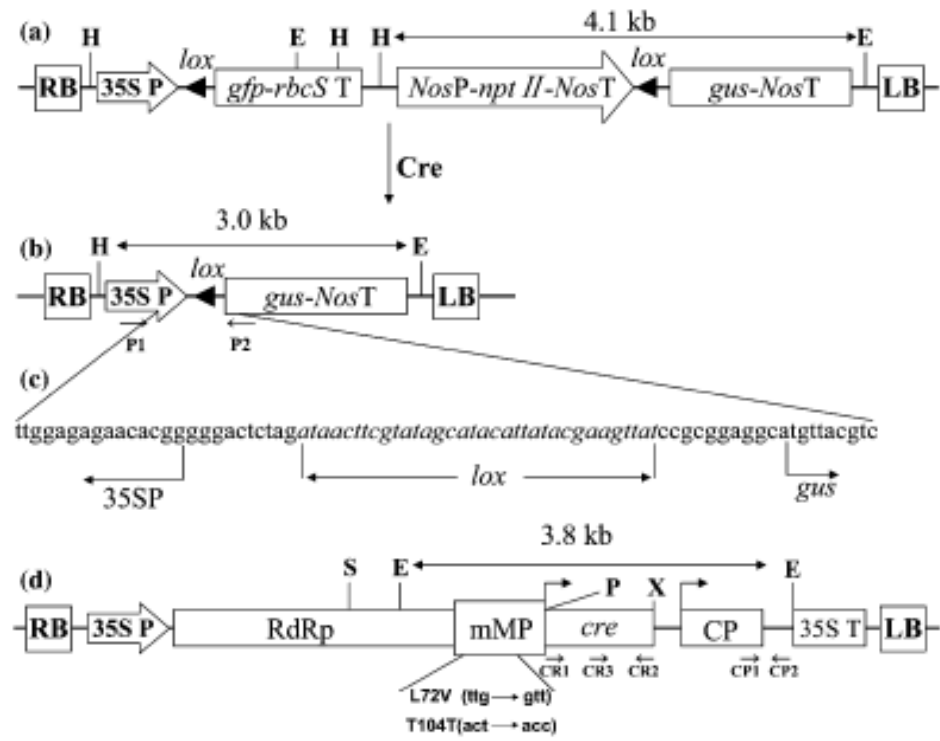 (a) H E H H 4.1 kb E
lox lox
RB 35S P gfp-rbcS T NosP-npt II-NosT gus-NosT LB
Cre
3.0 kb
(b) H E
lox
RB 35S P gus-NosT LB
P1 P2
(c)
ttggagagaacacgggggactctagataacttcgtatagcatacattatacgaagttatccgcggaggcatgttacgtc
35SP lox gus
3.8 kb
(d) S E P X E
RB 35S P RdRp mMP cre CP 35S T LB
CR1 CR3 CR2 CP1 CP2
L72V (ttg → gtt)
T104T(act → acc)